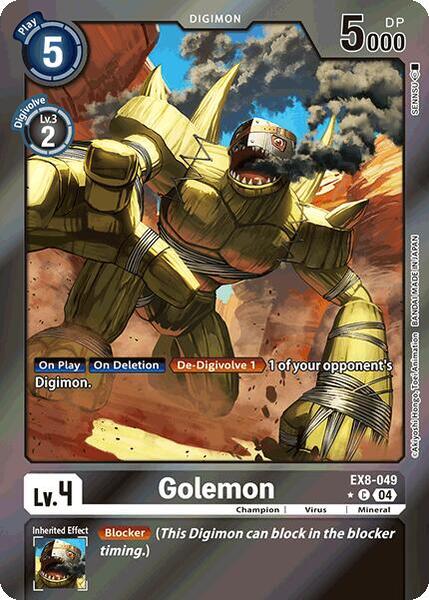 Play
5
DIGIMON
5000
DP
Digivolve
Lv.3
2
SENNSU
©Akiyoshi Hongo, Toei Animation BANDAI MADE IN JAPAN
On Play On Deletion De-Digivolve 1 1 of your opponent's
Digimon.
Lv.4
Golemon
EX8-049
C 04
Champion Virus Mineral
Inherited Effect
Blocker (This Digimon can block in the blocker
timing.)